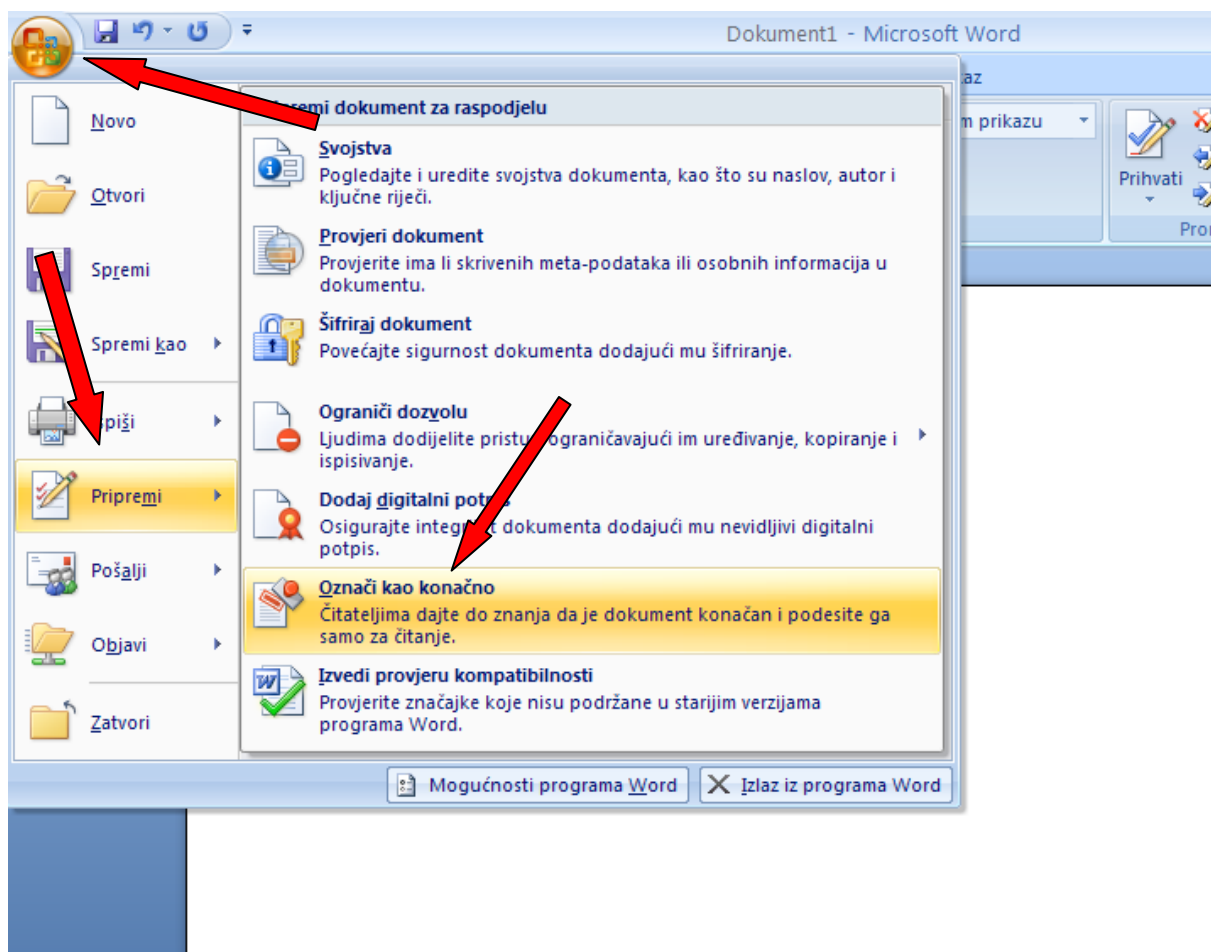 Dokument1 - Microsoft Word
az
m prikazu
Prihvati
Novo
Otvori
Spremi
Spremi kao
Pripremi
Pošalji
Objavi
Zatvori
dokument za raspodjelu
Svojstva
Pogledajte i uredite svojstva dokumenta, kao što su naslov, autor i
ključne riječi.
Provjeri dokument
Provjerite ima li skrivenih meta-podataka ili osobnih informacija u
dokumentu.
Šifriraj dokument
Povećajte sigurnost dokumenta dodajući mu šifriranje.
Ograniči dozvolu
Ljudima dodijelite pristup ograničavajući im uređivanje, kopiranje i
ispisivanje.
Dodaj digitalni potpis
Osigurajte integritet dokumenta dodajući mu nevidljivi digitalni
potpis.
Označi kao konačno
Čitateljima dajte do znanja da je dokument konačan i podesite ga
samo za čitanje.
Izvedi provjeru kompatibilnosti
Provjerite značajke koje nisu podržane u starijim verzijama
programa Word.
Mogućnosti programa Word
Izlaz iz programa Word